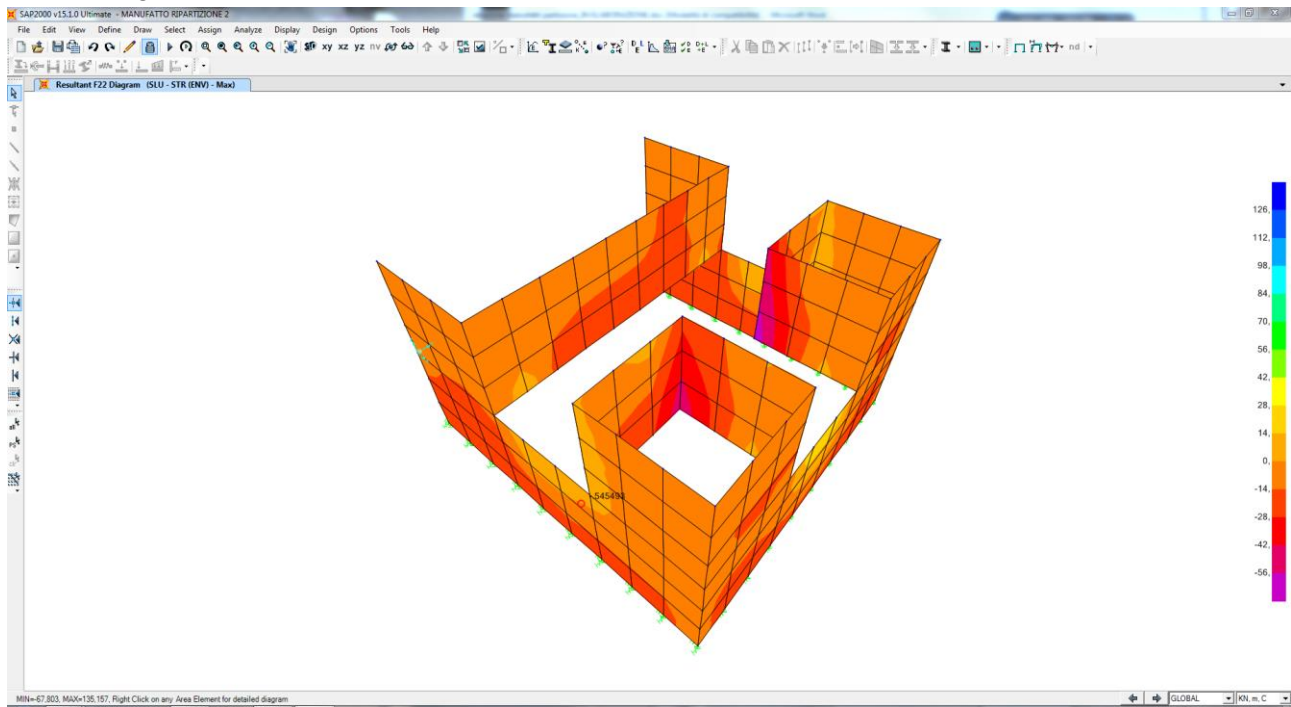 SAP2000 v15.1.0 Ultimate - MANUFATTO RIPARTIZIONE 2
File Edit View Define Draw Select Assign Analyze Display Design Options Tools Help
xy xz yz nv
nd
Resultant F22 Diagram (SLU - STR (ENV) - Max)
126,
112,
98,
84,
70,
56,
42,
28,
14,
0,
-14,
-28,
-42,
-56,
MIN=-67,803, MAX=135,157, Right Click on any Area Element for detailed diagram
GLOBAL
KN, m, C